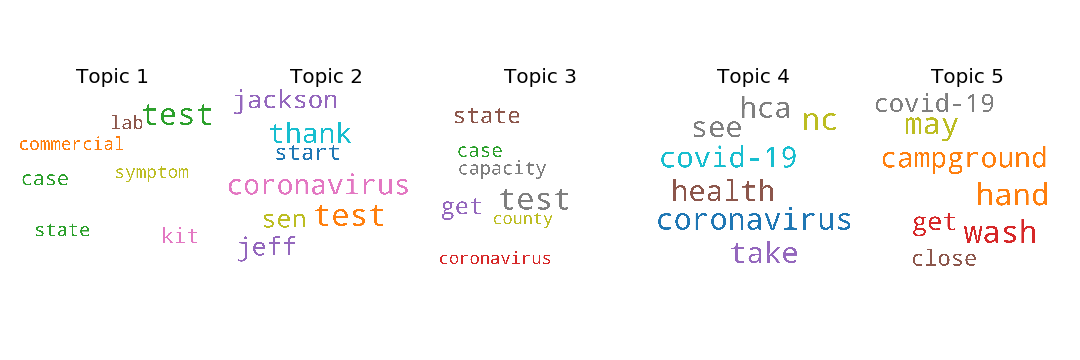 Topic 1
test
lab
commercial
symptom
case
state
kit
Topic 2
jackson
thank
start
coronavirus
sen test
jeff
Topic 3
state
case
capacity
test
get
county
coronavirus
Topic 4
hca
nc
see
covid-19
health
coronavirus
take
Topic 5
covid-19
may
campground
hand
get
wash
close